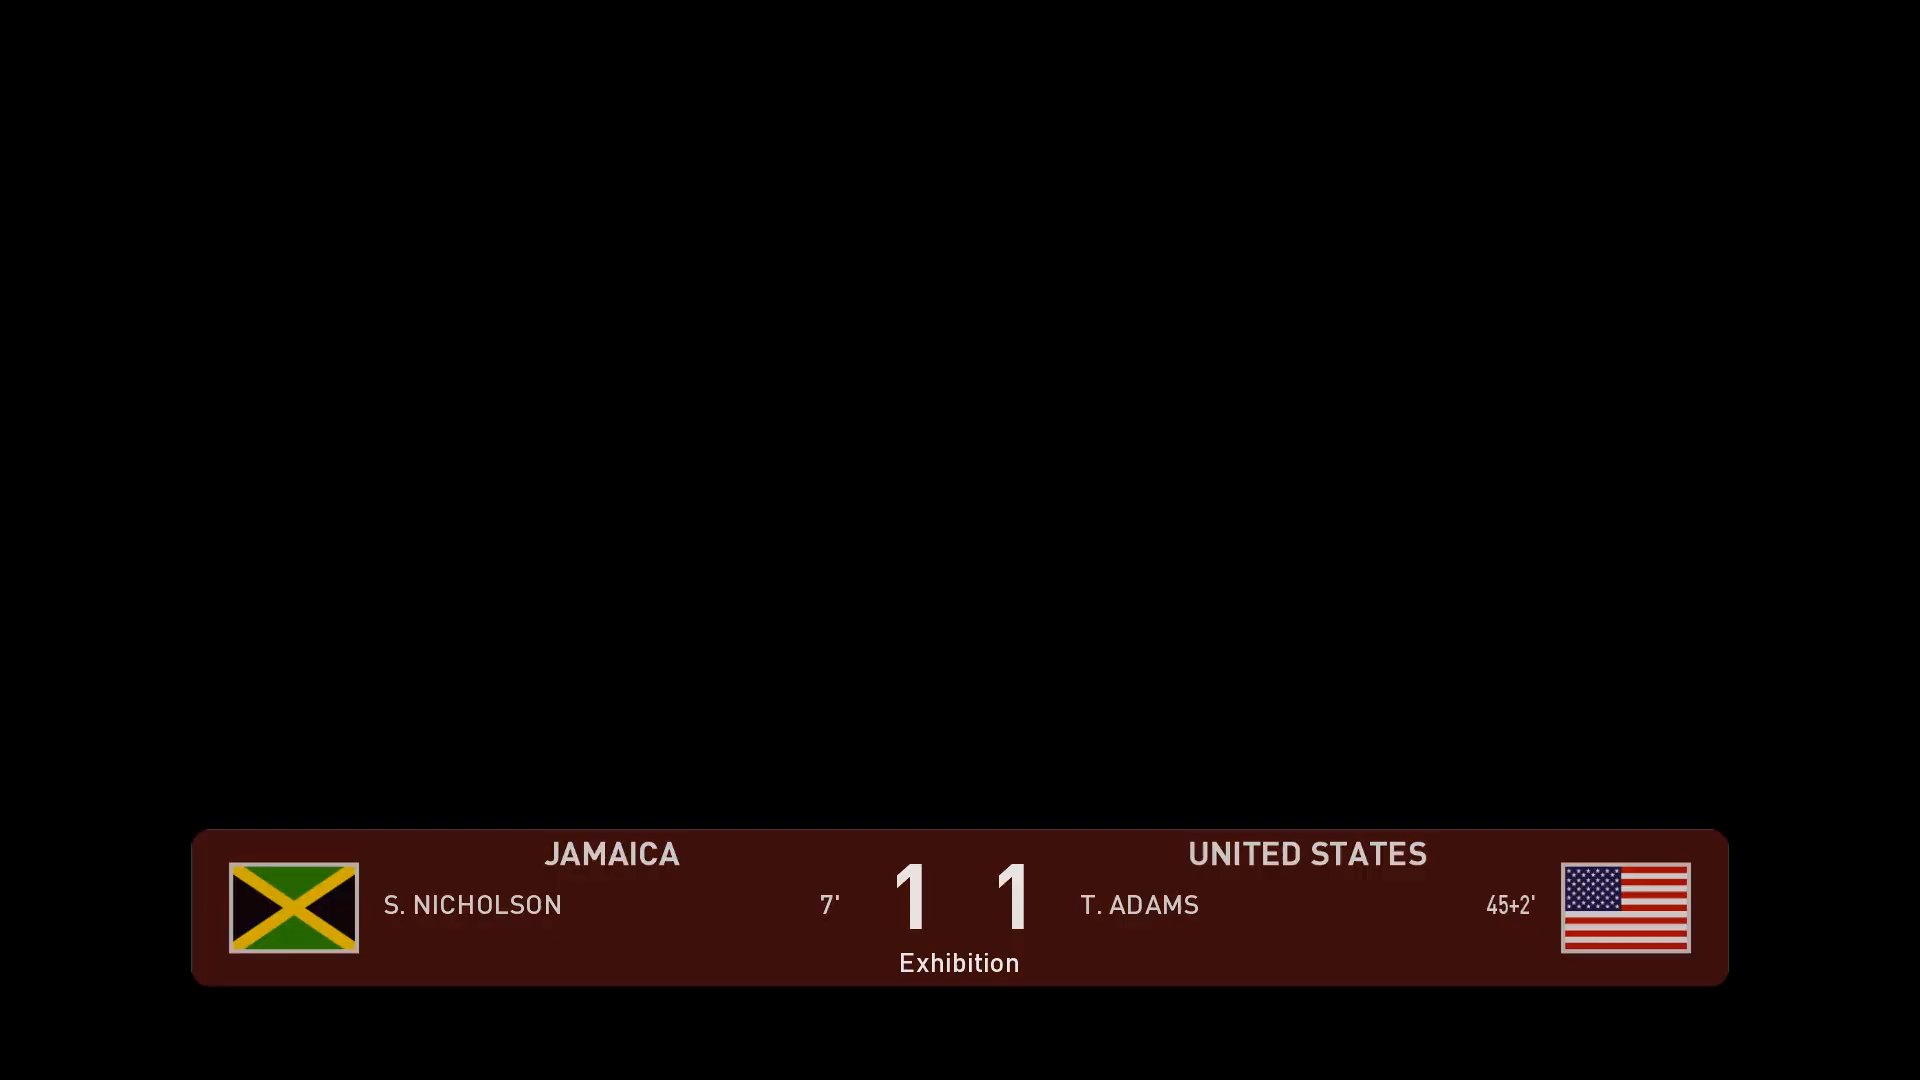 JAMAICA
S. NICHOLSON 7'
1 1
UNITED STATES
T. ADAMS 45+2'
Exhibition